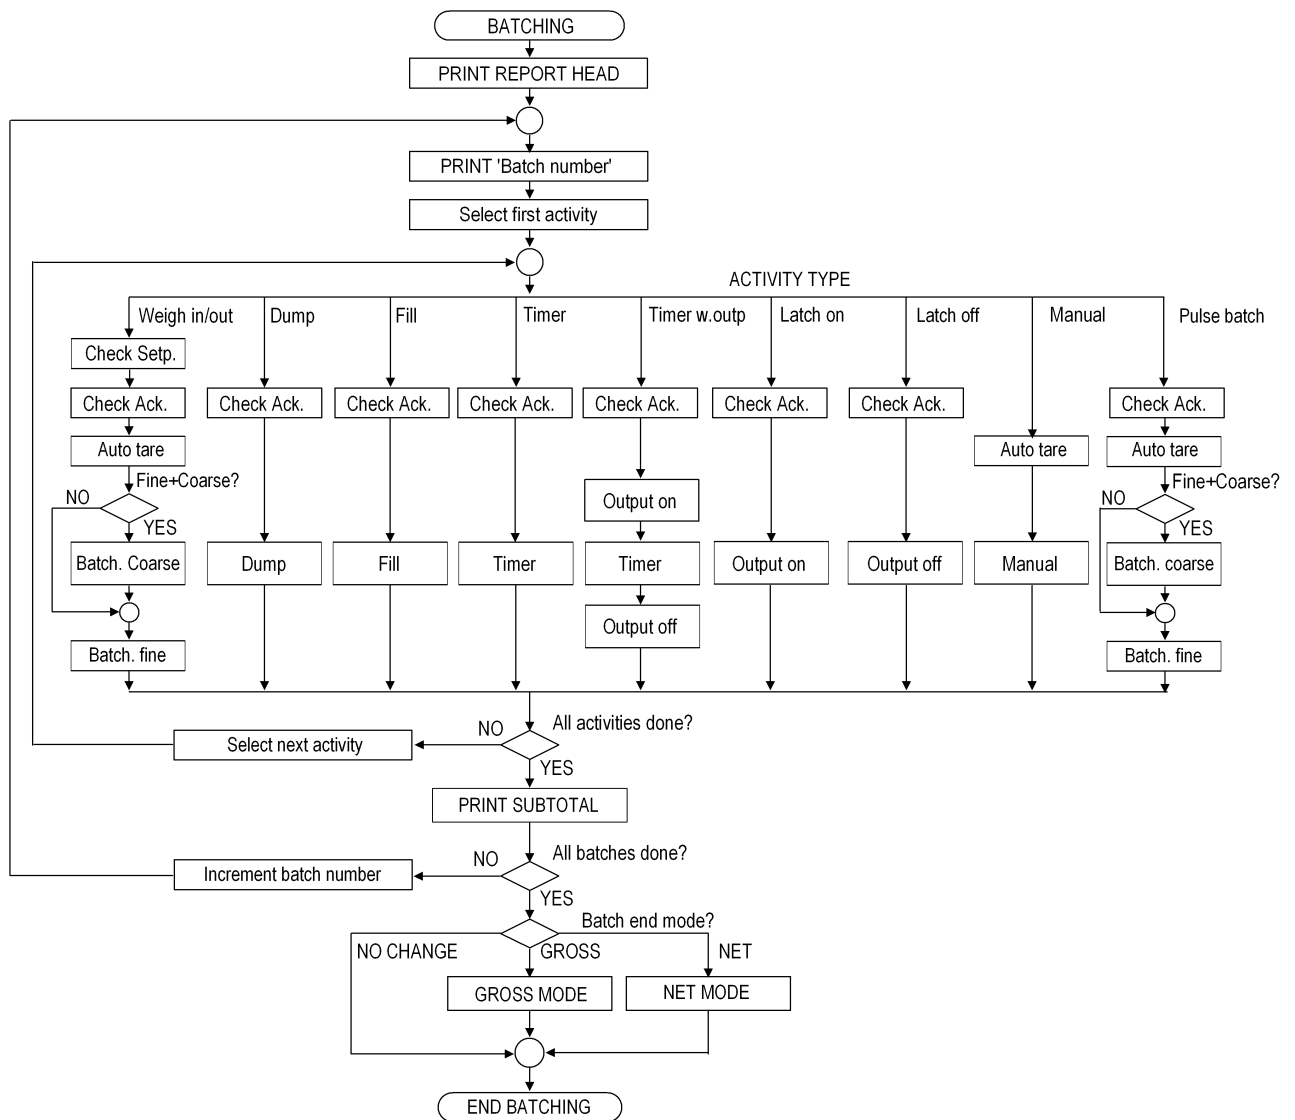 BATCHING
PRINT REPORT HEAD
PRINT 'Batch number'
Select first activity
ACTIVITY TYPE
Weigh in/out Dump Fill Timer Timer w.outp Latch on Latch off Manual Pulse batch
Check Setp.
Check Ack. Check Ack. Check Ack. Check Ack. Check Ack. Check Ack. Check Ack. Check Ack.
Auto tare Auto tare Auto tare
Fine+Coarse? Fine+Coarse?
NO Output on NO
YES YES
Batch. Coarse Dump Fill Timer Timer Output on Output off Manual Batch. coarse
Output off
Batch. fine Batch. fine
All activities done?
NO
Select next activity
YES
PRINT SUBTOTAL
All batches done?
NO
Increment batch number
YES
Batch end mode?
NO CHANGE GROSS NET
GROSS MODE NET MODE
END BATCHING